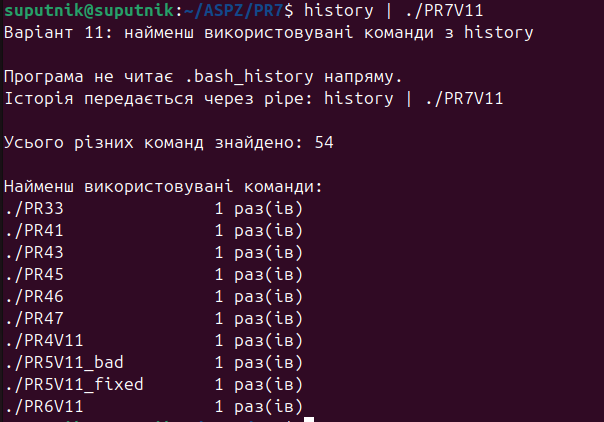 suputnik@suputnik:~/ASPZ/PR7$ history | ./PR7V11
Варіант 11: найменш використовувані команди з history
Програма не читає .bash_history напряму.
Історія передається через pipe: history | ./PR7V11
Усього різних команд знайдено: 54
Найменш використовувані команди:
./PR33 1 раз(ів)
./PR41 1 раз(ів)
./PR43 1 раз(ів)
./PR45 1 раз(ів)
./PR46 1 раз(ів)
./PR47 1 раз(ів)
./PR4V11 1 раз(ів)
./PR5V11_bad 1 раз(ів)
./PR5V11_fixed 1 раз(ів)
./PR6V11 1 раз(ів)